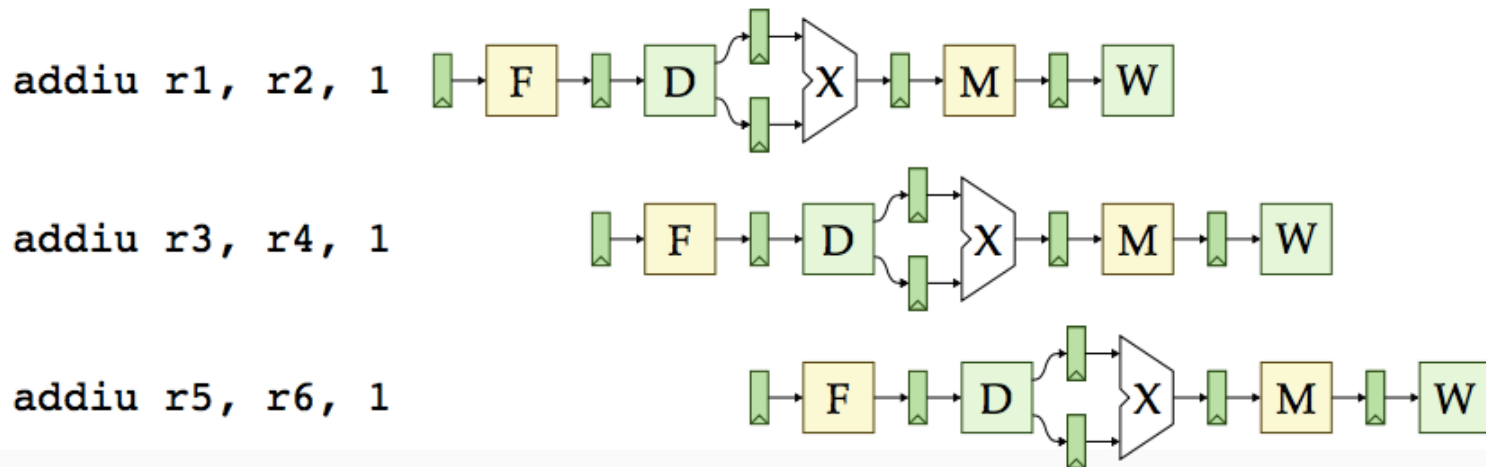 addiu r1, r2, 1 F D X M W
addiu r3, r4, 1 F D X M W
addiu r5, r6, 1 F D X M W